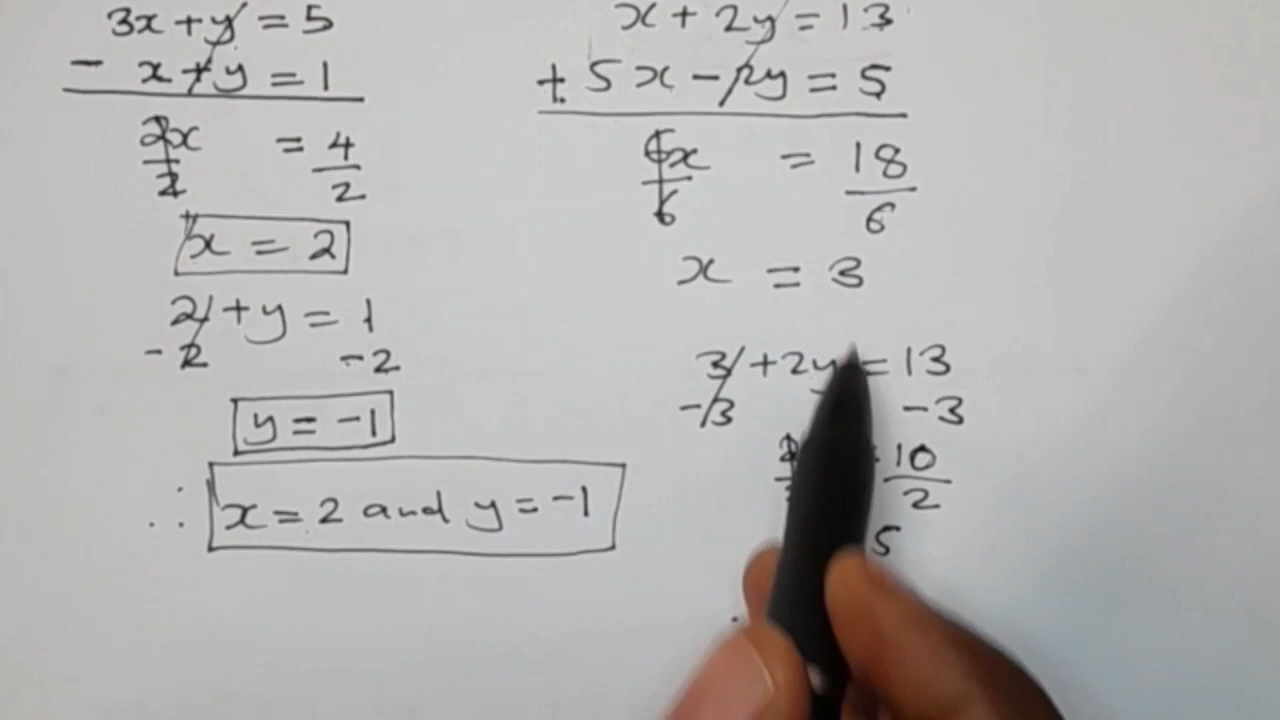 3x + y = 5
- x + y = 1
2x = 4
2 2
x = 2
2 + y = 1
- 2 - 2
y = -1
∴ x = 2 and y = -1
x + 2y = 13
+ 5x - 2y = 5
6x = 18
6 6
x = 3
3 + 2y = 13
- 3 - 3
10
2
5